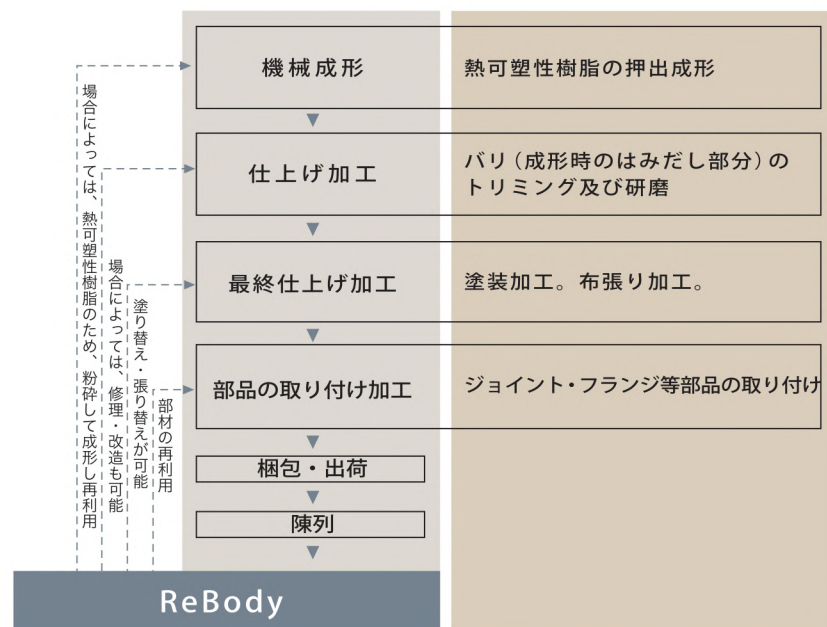 機械成形
熱可塑性樹脂の押出成形
仕上げ加工
バリ（成形時のはみだし部分）の
トリミング及び研磨
最終仕上げ加工
塗装加工。布張り加工。
部品の取り付け加工
ジョイント・フランジ等部品の取り付け
梱包・出荷
陳列
ReBody
場合によっては、熱可塑性樹脂のため、粉砕して成形し再利用
場合によっては、修理・改造も可能
塗り替え・張り替えが可能
部材の再利用